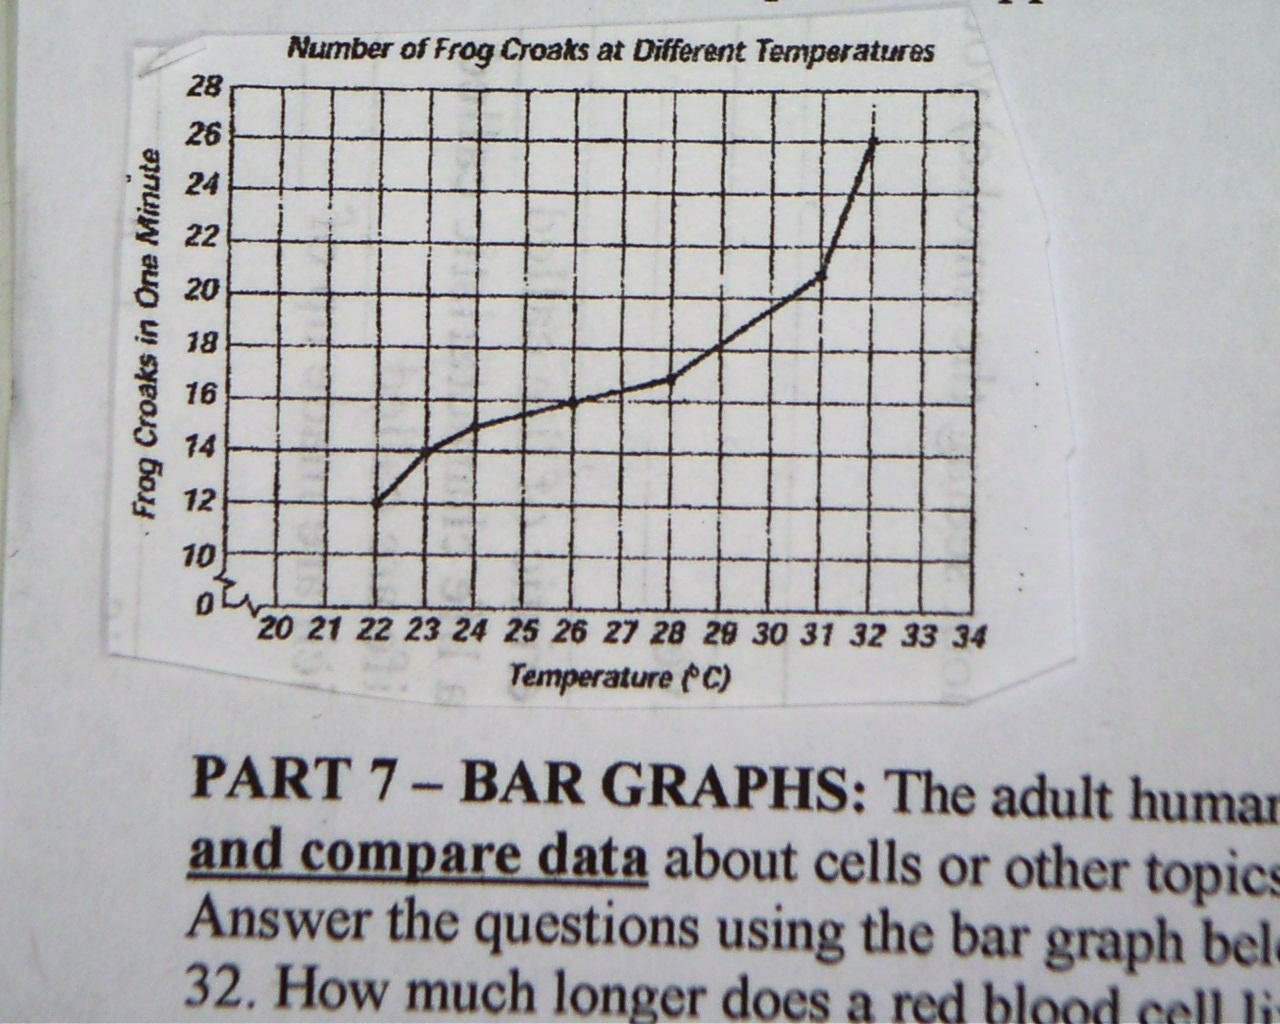 Number of Frog Croaks at Different Temperatures
28
26
24
22
20
18
16
14
12
10
0
Frog Croaks in One Minute
20 21 22 23 24 25 26 27 28 29 30 31 32 33 34
Temperature (°C)
PART 7 – BAR GRAPHS: The adult human
and compare data about cells or other topics
Answer the questions using the bar graph bel
32. How much longer does a red blood cell li